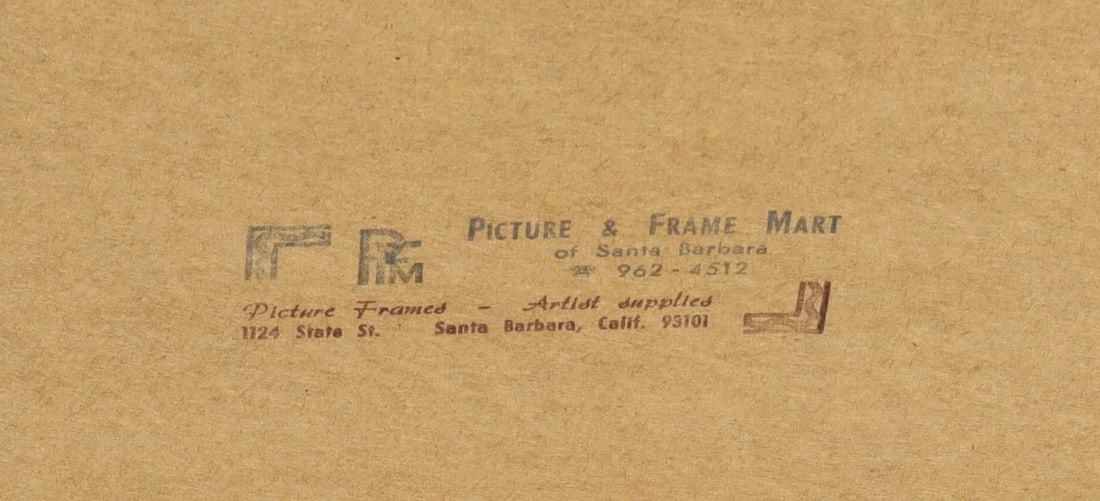 PFM PICTURE & FRAME MART
of Santa Barbara
☎ 962-4512
Picture Frames - Artist supplies
1124 State St. Santa Barbara, Calif. 93101